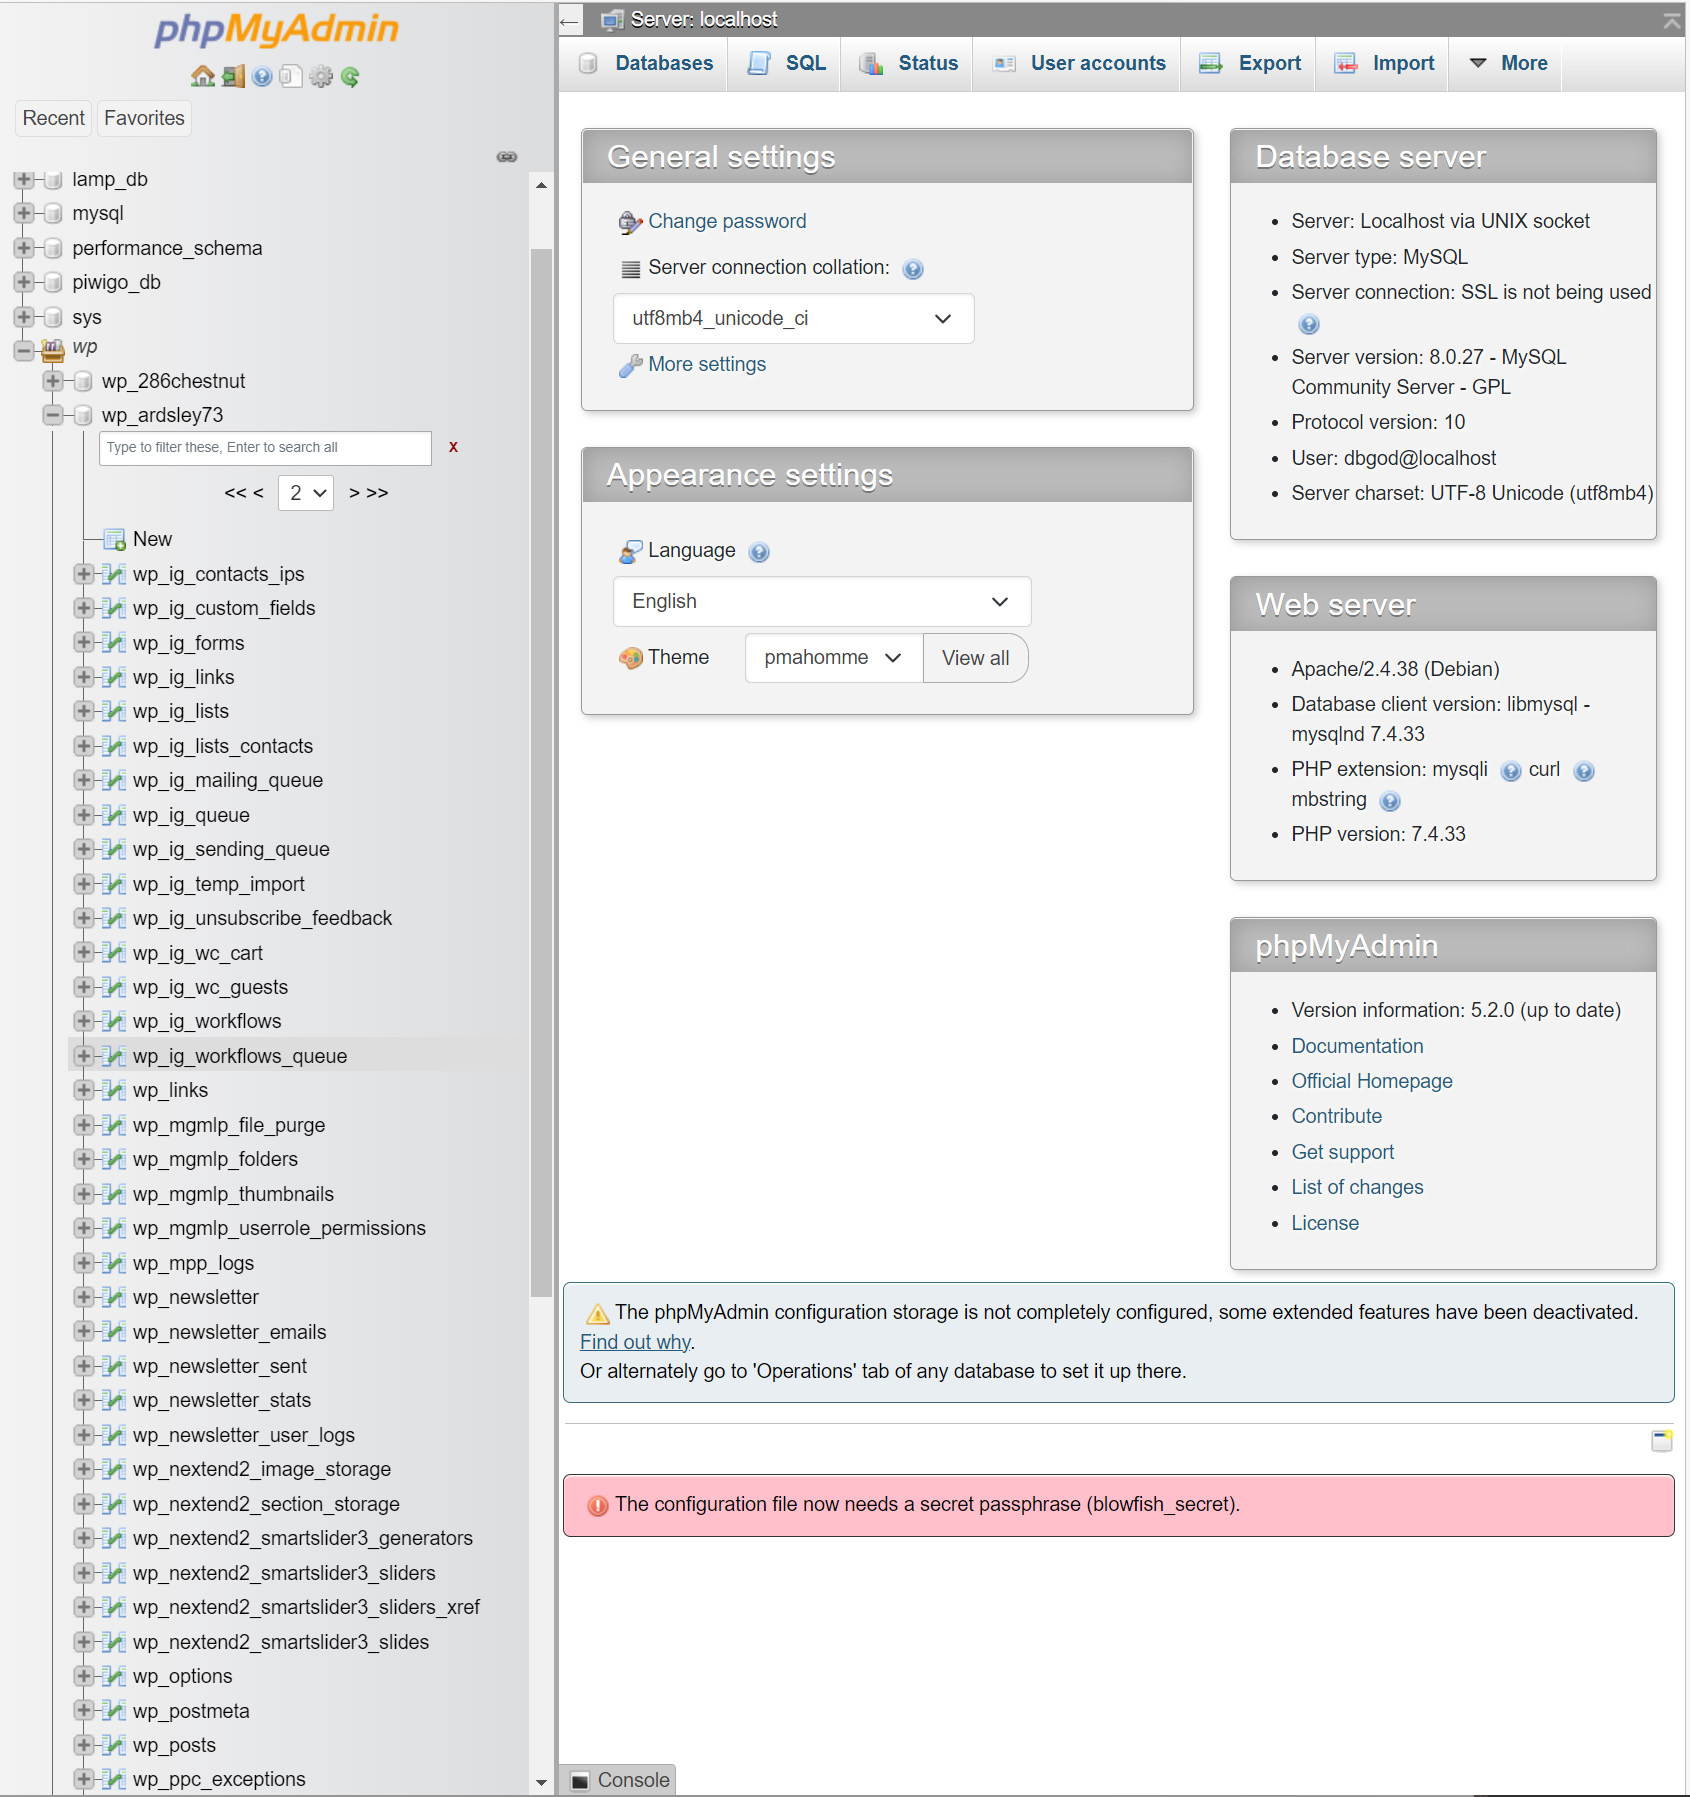 phpMyAdmin
Recent
Favorites
lamp_db
mysql
performance_schema
piwigo_db
sys
wp
wp_286chestnut
wp_ardsley73
Type to filter these, Enter to search all
X
<< <
2
> >>
New
wp_ig_contacts_ips
wp_ig_custom_fields
wp_ig_forms
wp_ig_links
wp_ig_lists
wp_ig_lists_contacts
wp_ig_mailing_queue
wp_ig_queue
wp_ig_sending_queue
wp_ig_temp_import
wp_ig_unsubscribe_feedback
wp_ig_wc_cart
wp_ig_wc_guests
wp_ig_workflows
wp_ig_workflows_queue
wp_links
wp_mgmlp_file_purge
wp_mgmlp_folders
wp_mgmlp_thumbnails
wp_mgmlp_userrole_permissions
wp_mpp_logs
wp_newsletter
wp_newsletter_emails
wp_newsletter_sent
wp_newsletter_stats
wp_newsletter_user_logs
wp_nextend2_image_storage
wp_nextend2_section_storage
wp_nextend2_smartslider3_generators
wp_nextend2_smartslider3_sliders
wp_nextend2_smartslider3_sliders_xref
wp_nextend2_smartslider3_slides
wp_options
wp_postmeta
wp_posts
wp_ppc_exceptions
Server: localhost
Databases
SQL
Status
User accounts
Export
Import
More
General settings
Change password
Server connection collation:
utf8mb4_unicode_ci
More settings
Appearance settings
Language
English
Theme
pmahomme
View all
Database server
Server: Localhost via UNIX socket
Server type: MySQL
Server connection: SSL is not being used
Server version: 8.0.27 - MySQL
Community Server - GPL
Protocol version: 10
User: dbgod@localhost
Server charset: UTF-8 Unicode (utf8mb4)
Web server
Apache/2.4.38 (Debian)
Database client version: libmysql -
mysqlnd 7.4.33
PHP extension: mysqli curl
mbstring
PHP version: 7.4.33
phpMyAdmin
Version information: 5.2.0 (up to date)
Documentation
Official Homepage
Contribute
Get support
List of changes
License
The phpMyAdmin configuration storage is not completely configured, some extended features have been deactivated.
Find out why.
Or alternately go to 'Operations' tab of any database to set it up there.
The configuration file now needs a secret passphrase (blowfish_secret).
Console